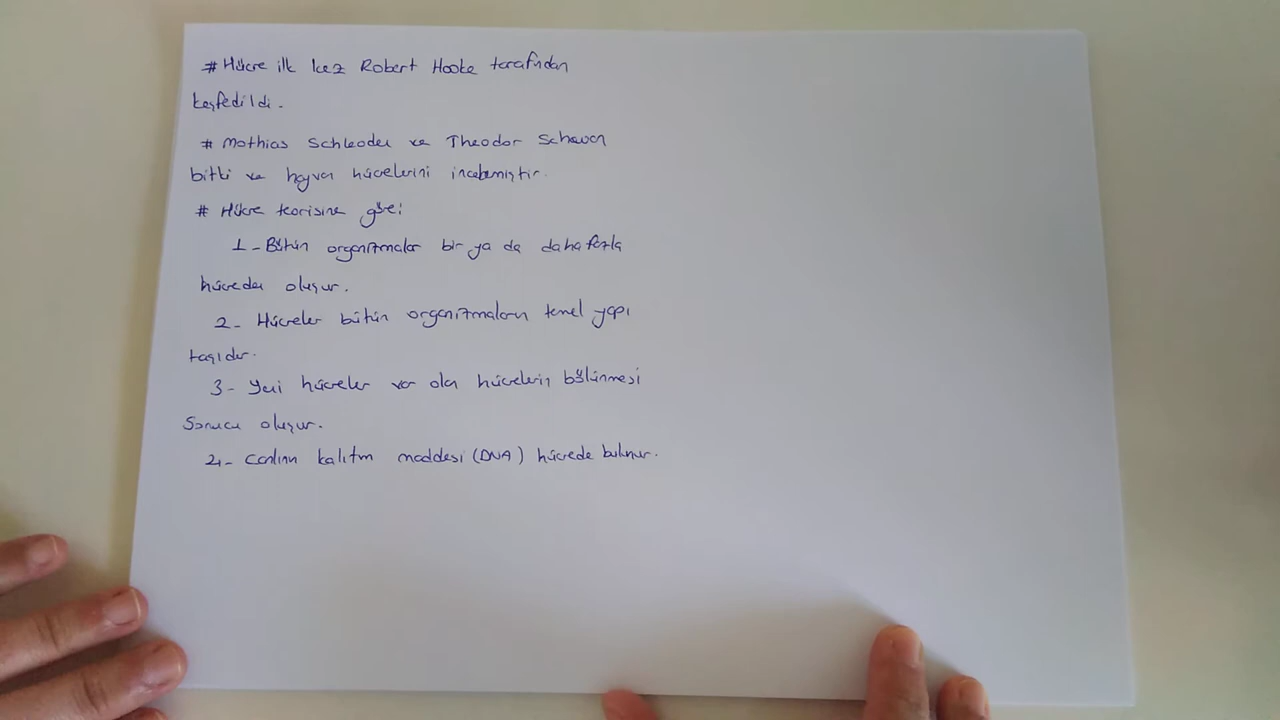 # Hücre ilk kez Robert Hooke tarafından
keşfedildi.
# Mathias Schleoden ve Theodor Schwan
bitki ve hayvan hücrelerini incelemiştir.
# Hücre teorisine göre:
1- Bütün organizmalar bir ya da daha fazla
hücreden oluşur.
2- Hücreler bütün organizmaların temel yapı
taşıdır.
3- Yeni hücreler var olan hücrelerin bölünmesi
sonucu oluşur.
4- Canlının kalıtım maddesi (DNA) hücrede bulunur.